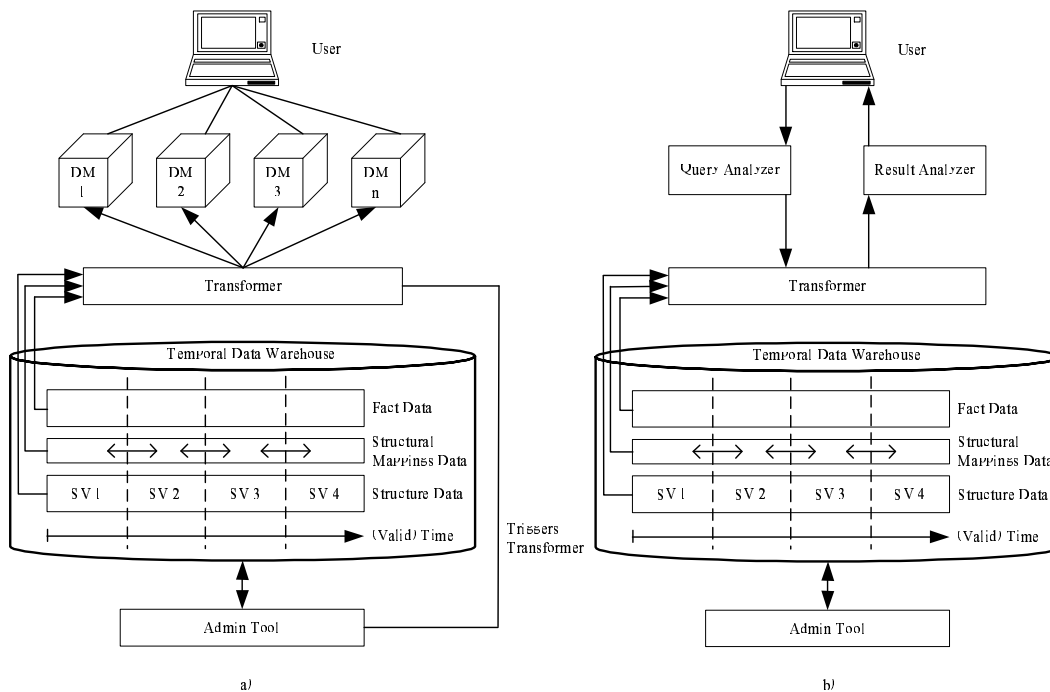 User
DM
1
DM
2
DM
3
DM
n
Transformer
Temporal Data Warehouse
Fact Data
Structural
Mappings Data
SV 1
SV 2
SV 3
SV 4
Structure Data
(Valid) Time
Triggers
Transformer
Admin Tool
a)
User
Query Analyzer
Result Analyzer
Transformer
Temporal Data Warehouse
Fact Data
Structural
Mappings Data
SV 1
SV 2
SV 3
SV 4
Structure Data
(Valid) Time
Admin Tool
b)